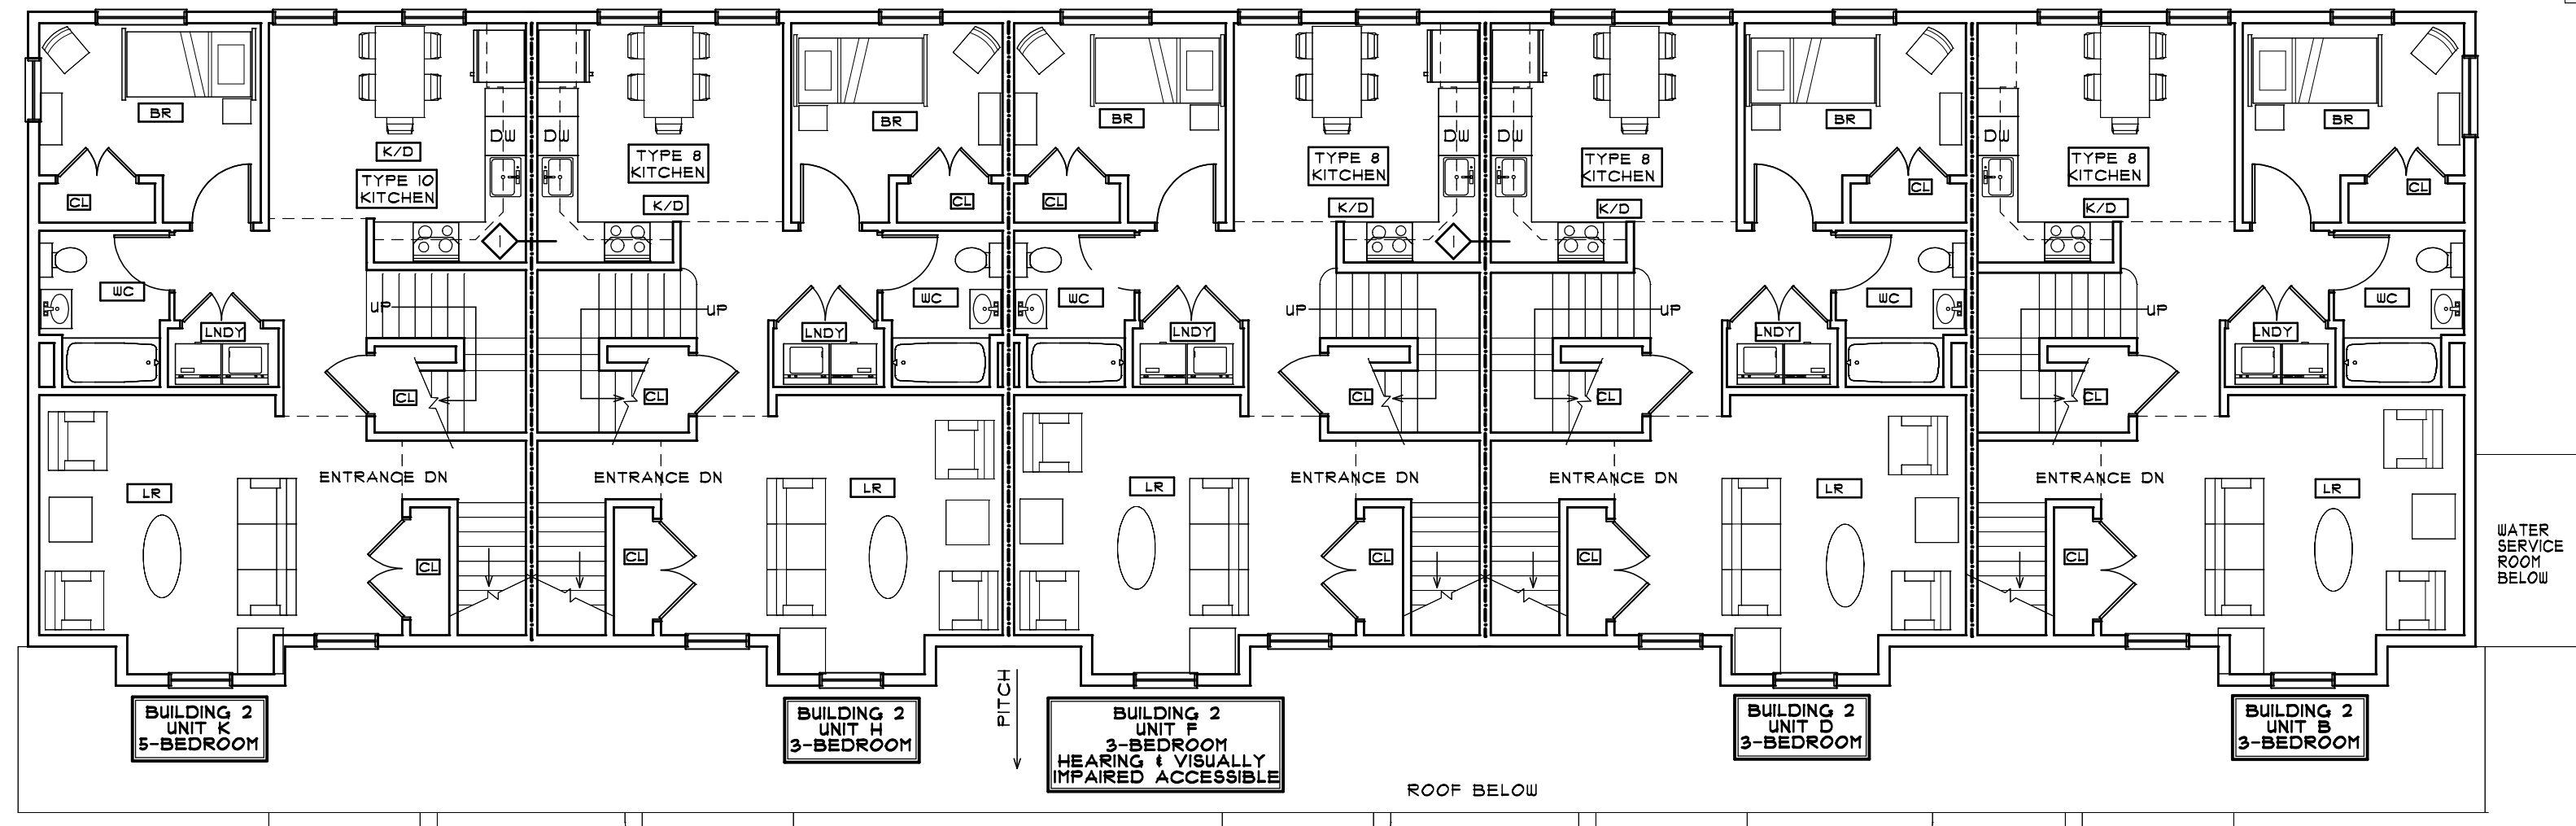 BR
K/D
TYPE 10
KITCHEN
DW
CL
WC
LNDY
UP
CL
ENTRANCE DN
LR
CL
BUILDING 2
UNIT K
5-BEDROOM
DW
TYPE 8
KITCHEN
K/D
BR
CL
WC
LNDY
UP
CL
ENTRANCE DN
LR
CL
BUILDING 2
UNIT H
3-BEDROOM
PITCH
BR
TYPE 8
KITCHEN
K/D
DW
CL
WC
LNDY
UP
CL
ENTRANCE DN
LR
CL
BUILDING 2
UNIT F
3-BEDROOM
HEARING & VISUALLY
IMPAIRED ACCESSIBLE
DW
TYPE 8
KITCHEN
K/D
BR
CL
WC
LNDY
UP
CL
ENTRANCE DN
LR
CL
BUILDING 2
UNIT D
3-BEDROOM
DW
TYPE 8
KITCHEN
K/D
BR
CL
WC
LNDY
UP
CL
ENTRANCE DN
LR
CL
BUILDING 2
UNIT B
3-BEDROOM
WATER
SERVICE
ROOM
BELOW
ROOF BELOW